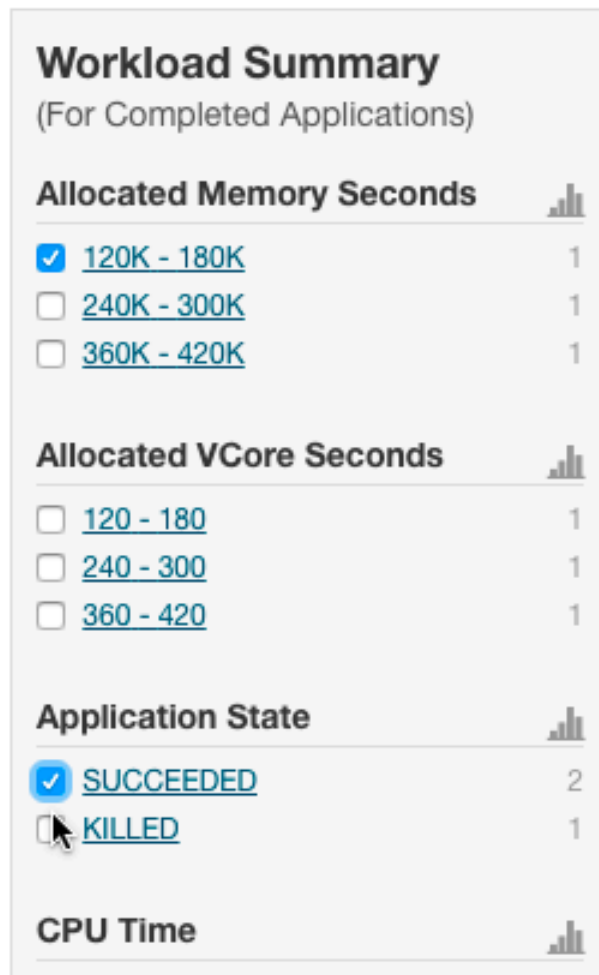 Workload Summary
(For Completed Applications)
Allocated Memory Seconds
120K - 180K 1
240K - 300K 1
360K - 420K 1
Allocated VCore Seconds
120 - 180 1
240 - 300 1
360 - 420 1
Application State
SUCCEEDED 2
KILLED 1
CPU Time